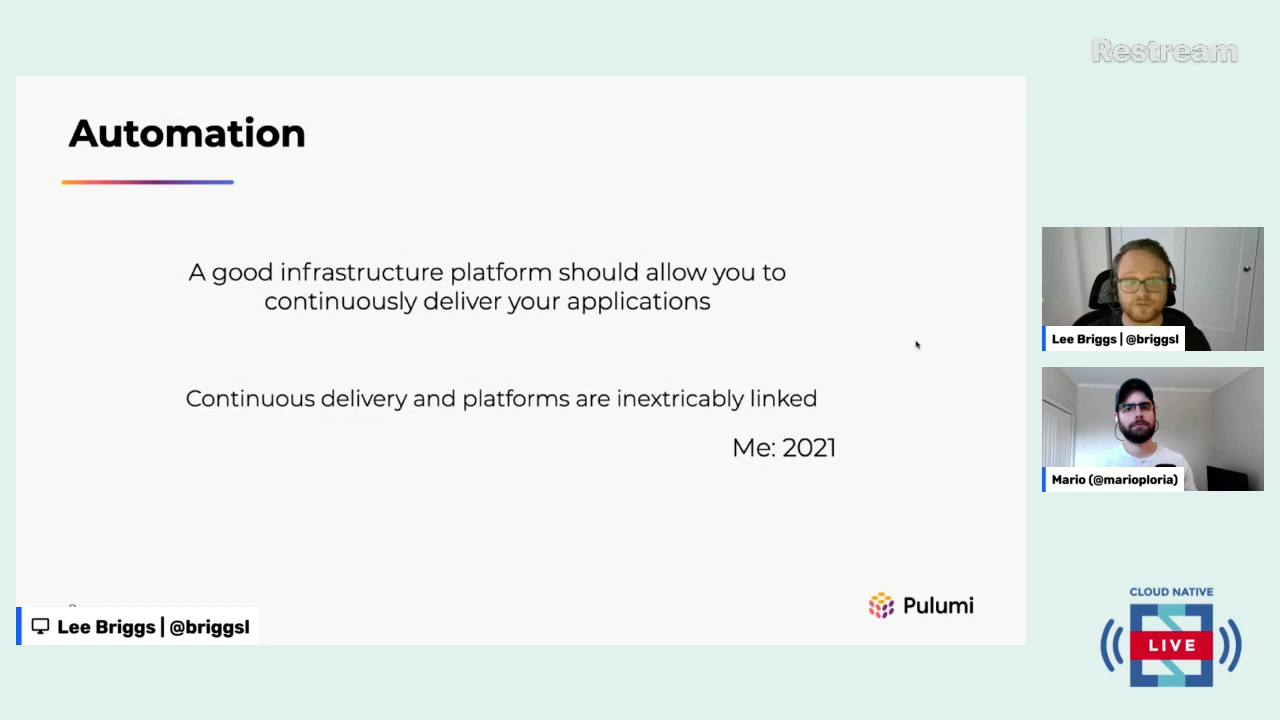 Restream
Automation
A good infrastructure platform should allow you to
continuously deliver your applications
Continuous delivery and platforms are inextricably linked
Me: 2021
Pulumi
Lee Briggs | @briggsl
Lee Briggs | @briggsl
Mario (@marioploria)
CLOUD NATIVE
LIVE